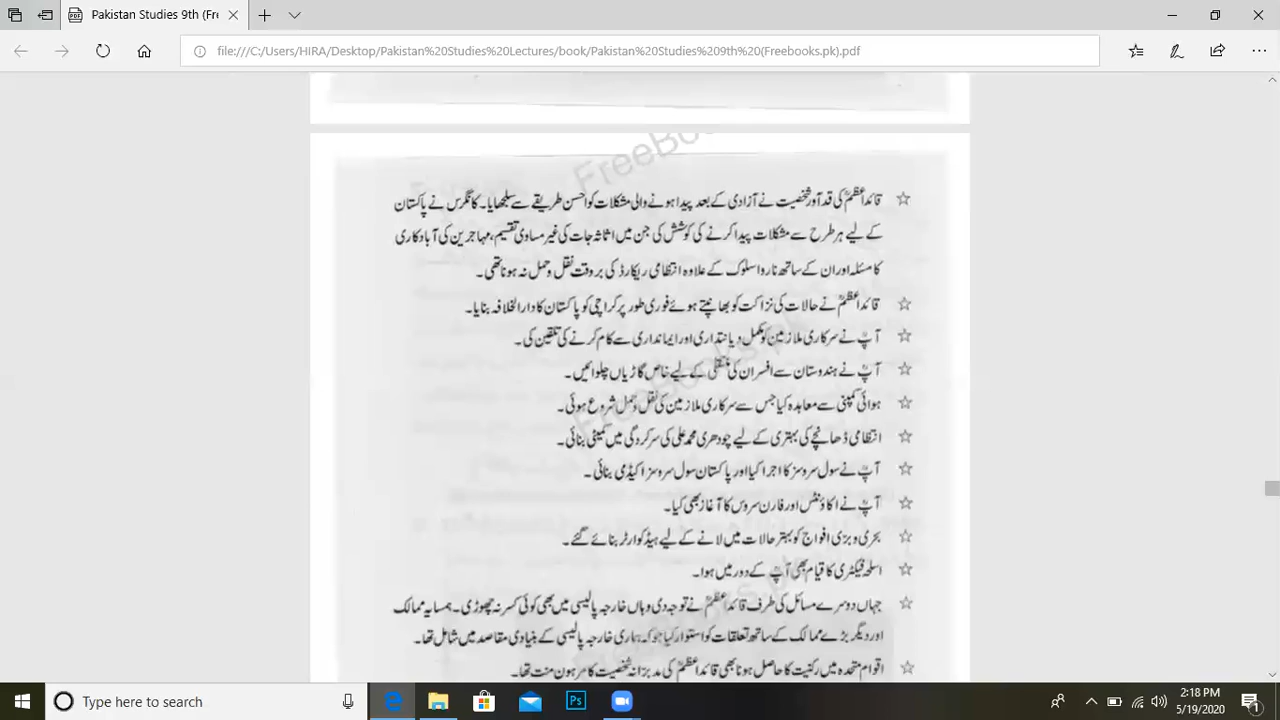 Pakistan Studies 9th (Fre
file:///C:/Users/HIRA/Desktop/Pakistan%20Studies%20Lectures/book/Pakistan%20Studies%209th%20(Freebooks.pk).pdf
FreeBoo
☆ قائداعظمؒ کی قدآور شخصیت نے آزادی کے بعد پیدا ہونے والی مشکلات کو احسن طریقے سے سلجھایا۔ کانگرس نے پاکستان
کے لیے ہر طرح سے مشکلات پیدا کرنے کی کوشش کی جن میں اثاثہ جات کی غیر مساوی تقسیم، مہاجرین کی آبادکاری
کا مسئلہ اور ان کے ساتھ ناروا سلوک کے علاوہ انتظامی ریکارڈ کی بروقت نقل و حمل نہ ہونا تھی۔
☆ قائداعظمؒ نے حالات کی نزاکت کو بھانپتے ہوئے فوری طور پر کراچی کو پاکستان کا دارالخلافہ بنایا۔
☆ آپؒ نے سرکاری ملازمین کو مکمل دیانتداری اور ایمانداری سے کام کرنے کی تلقین کی۔
☆ آپؒ نے ہندوستان سے افسران کی منتقلی کے لیے خاص گاڑیاں چلوائیں۔
☆ ہوائی کمپنی سے معاہدہ کیا جس سے سرکاری ملازمین کی نقل و حمل شروع ہوئی۔
☆ انتظامی ڈھانچے کی بہتری کے لیے چودھری محمد علی کی سرکردگی میں کمیٹی بنائی۔
☆ آپؒ نے سول سروسز کا اجرا کیا اور پاکستان سول سروسز اکیڈمی بنائی۔
☆ آپؒ نے اکاؤنٹس اور فارن سروس کا آغاز بھی کیا۔
☆ بحری و بری افواج کو بہتر حالات میں لانے کے لیے ہیڈکوارٹر بنائے گئے۔
☆ اسلحہ فیکٹری کا قیام بھی آپؒ کے دور میں ہوا۔
☆ جہاں دوسرے مسائل کی طرف قائداعظمؒ نے توجہ دی وہاں خارجہ پالیسی میں بھی کوئی کسر نہ چھوڑی۔ ہمسایہ ممالک
اور دیگر بڑے ممالک کے ساتھ تعلقات کو استوار کیا جو کہ ہماری خارجہ پالیسی کے بنیادی مقاصد میں شامل تھا۔
☆ اقوام متحدہ میں رکنیت کا حاصل ہونا بھی قائداعظمؒ کی مدبرانہ شخصیت کا مرہون منت تھا۔
Type here to search
2:18 PM
5/19/2020